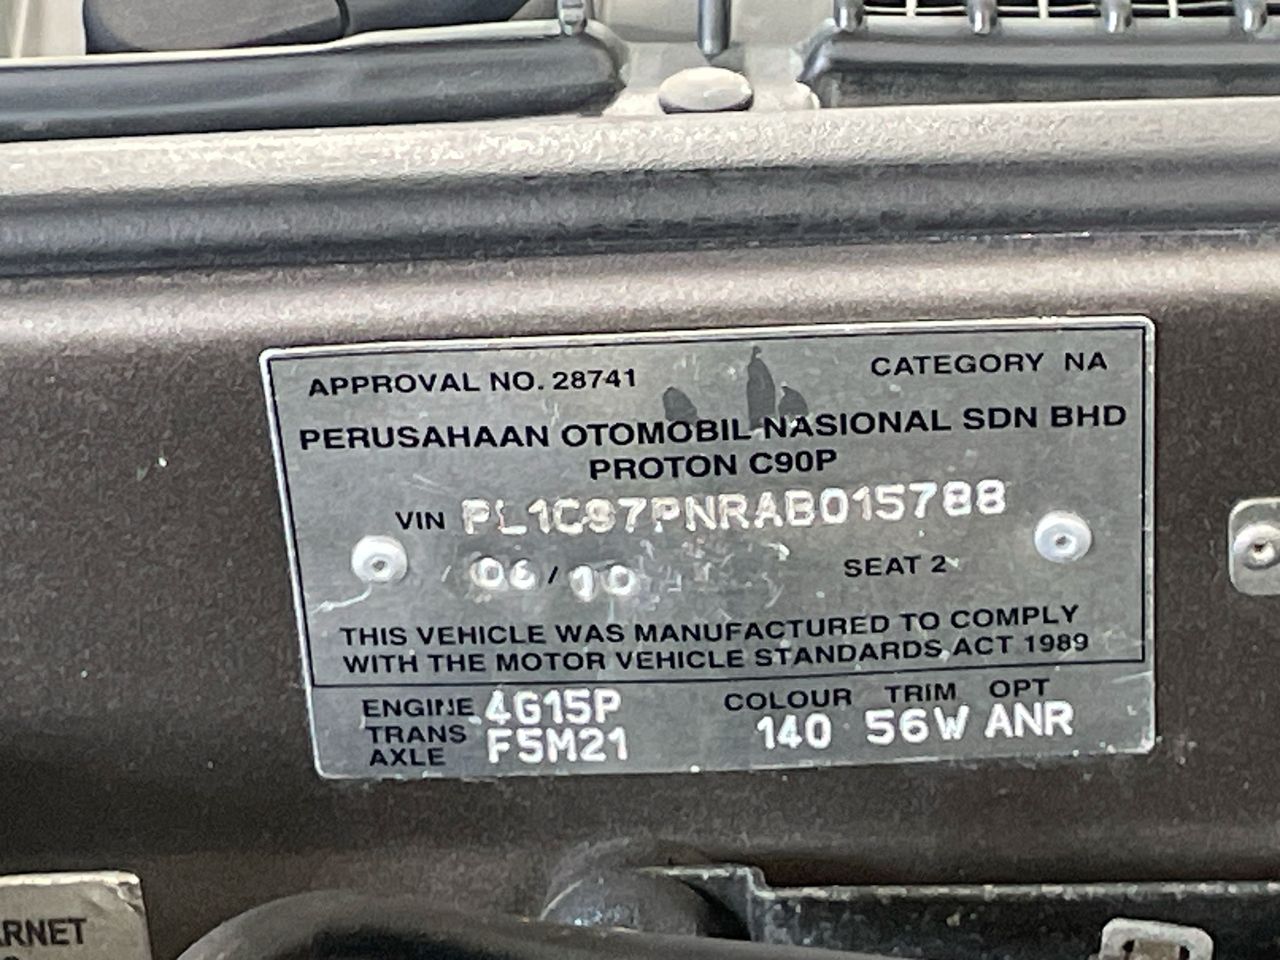 APPROVAL NO. 28741 CATEGORY NA
PERUSAHAAN OTOMOBIL NASIONAL SDN BHD
PROTON C90P
VIN PL1C97PNRAB015788
06 / 10 SEAT 2
THIS VEHICLE WAS MANUFACTURED TO COMPLY
WITH THE MOTOR VEHICLE STANDARDS ACT 1989
ENGINE 4G15P COLOUR TRIM OPT
TRANS AXLE F5M21 140 56W ANR